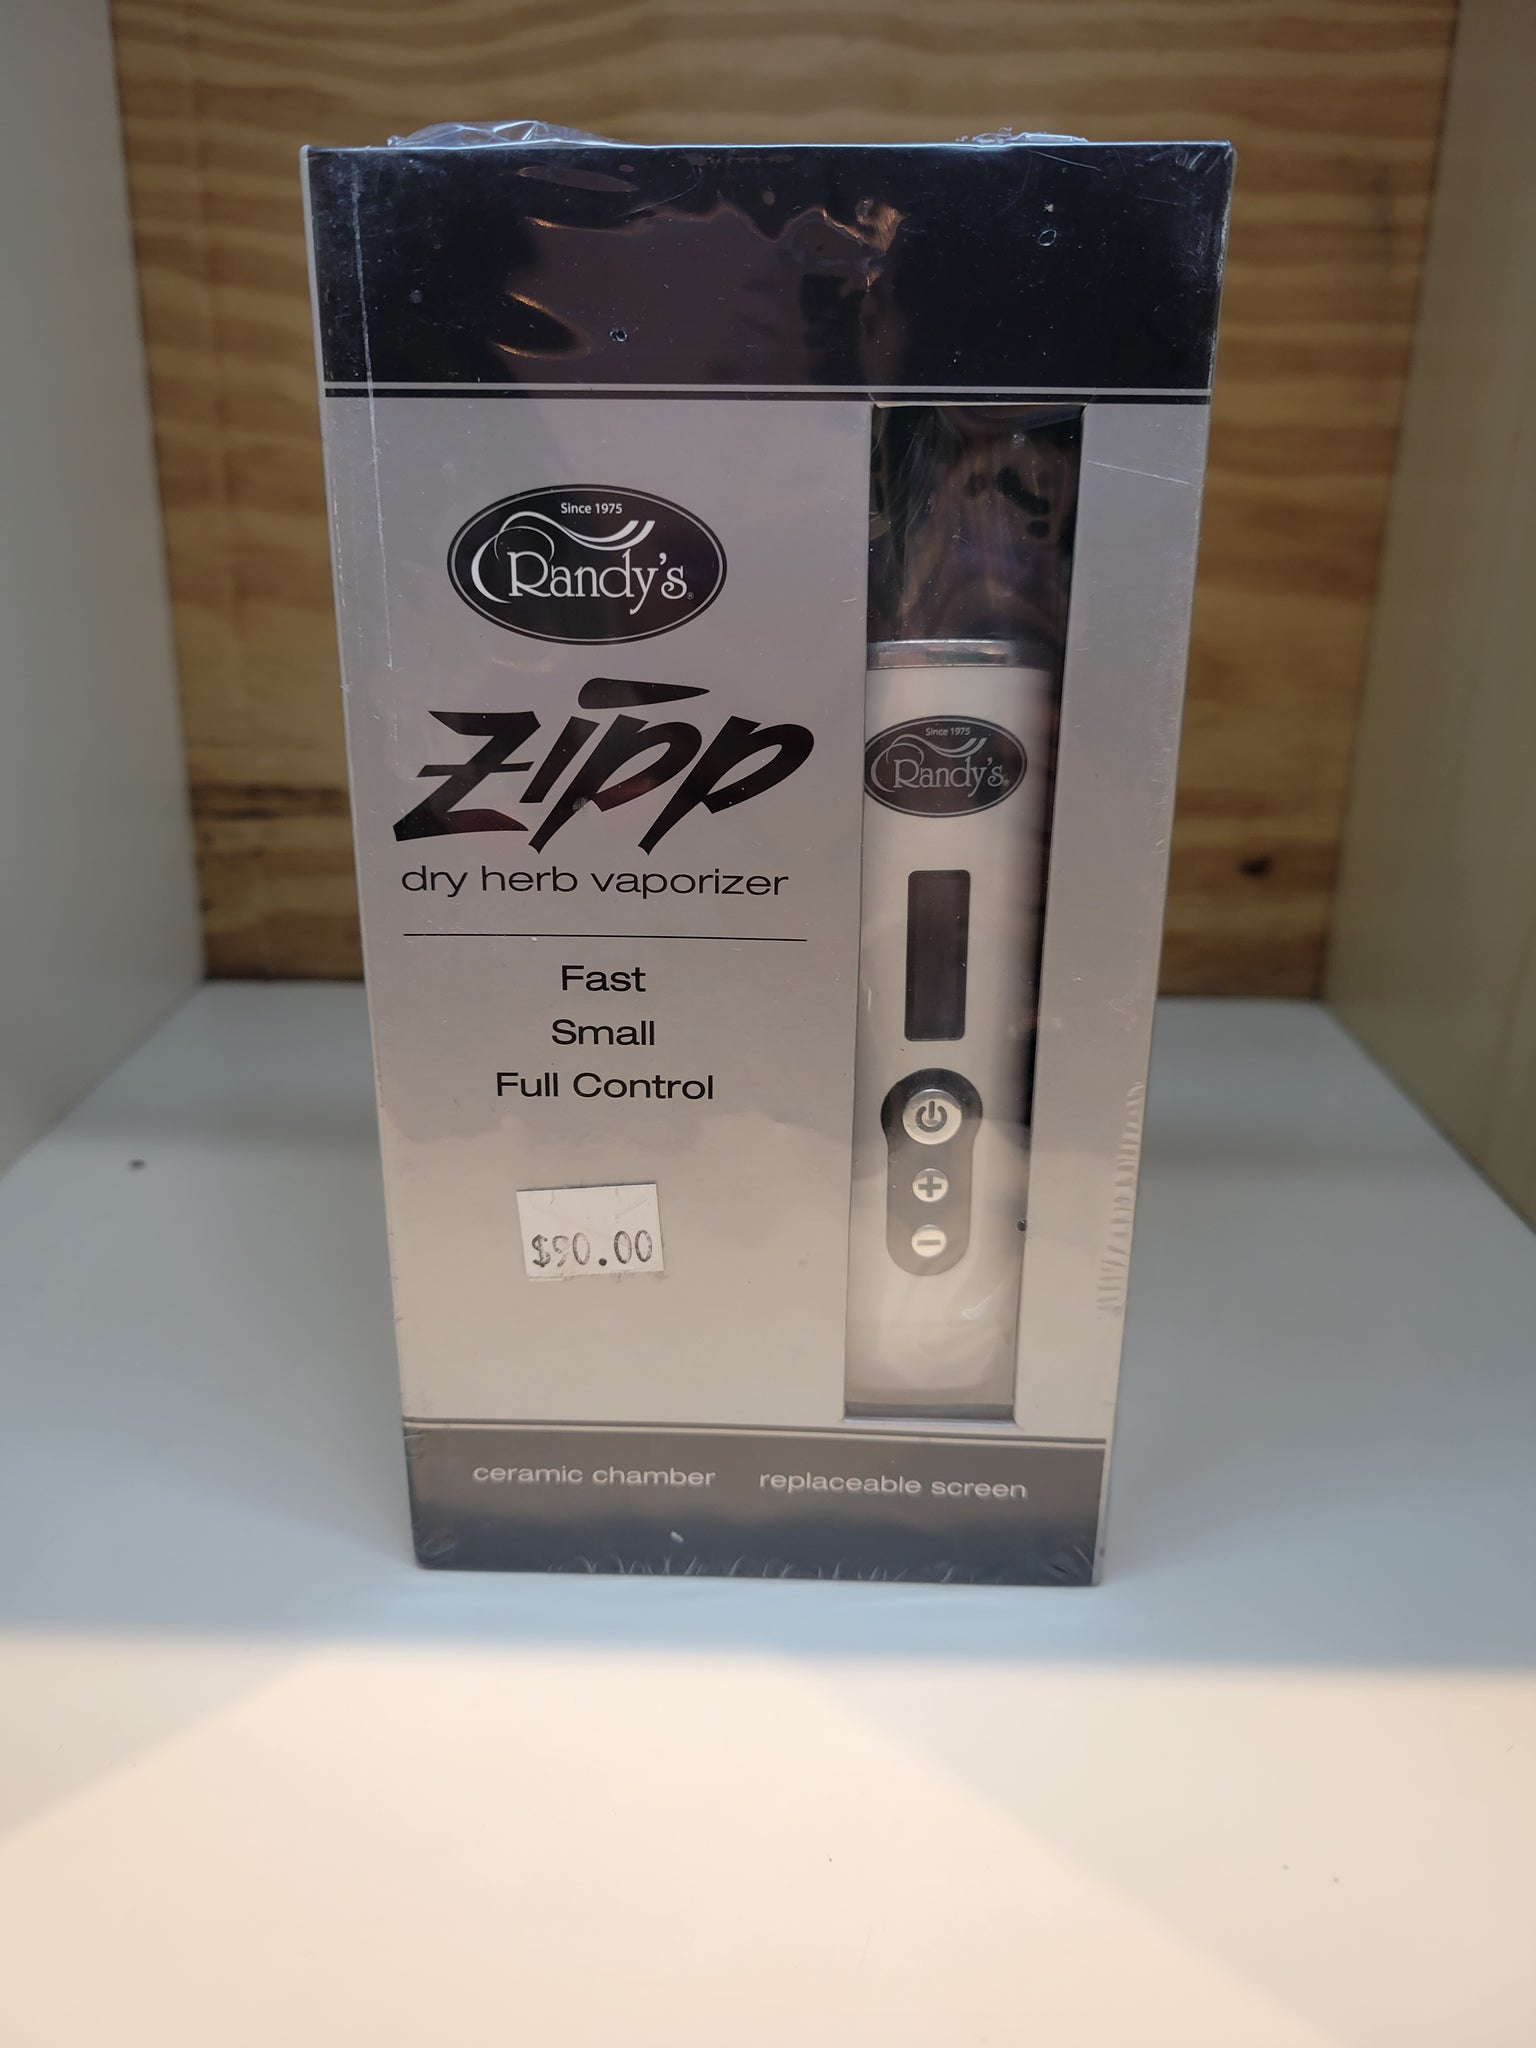 Since 1975
Randy's®
zipp
dry herb vaporizer
Fast
Small
Full Control
$90.00
Since 1975
Randy's®
ceramic chamber replaceable screen